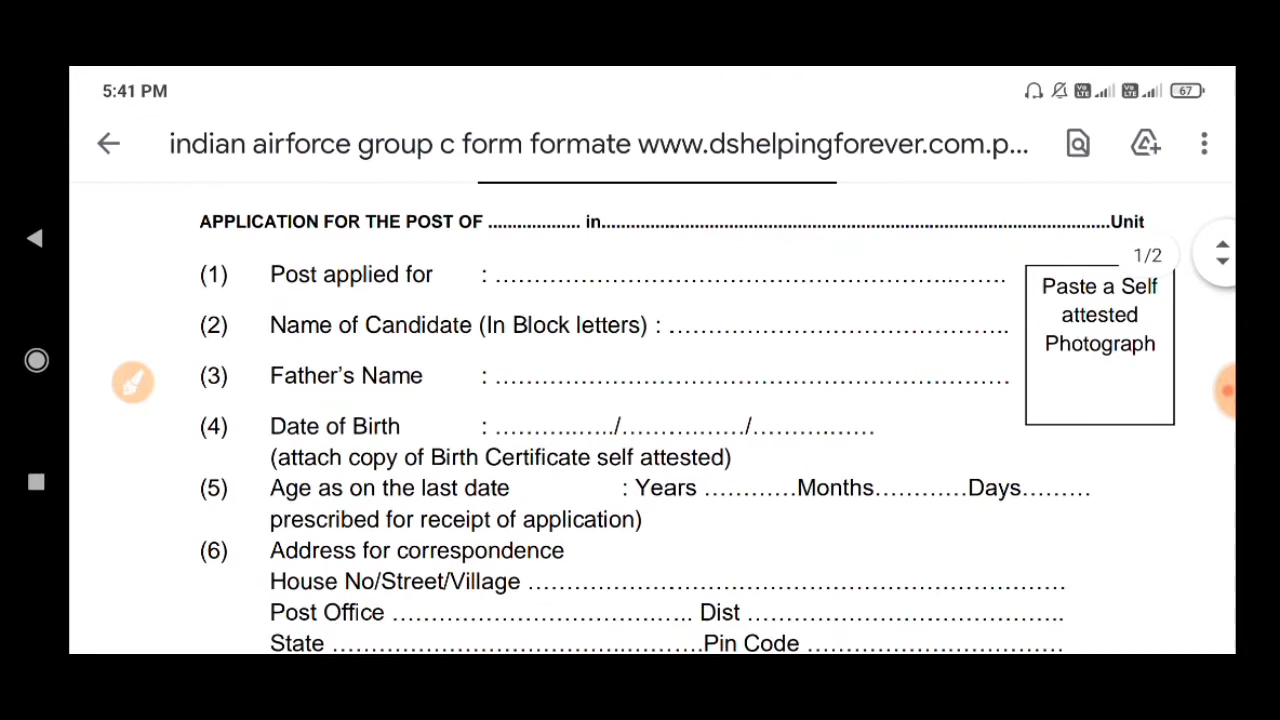 5:41 PM
67
indian airforce group c form formate www.dshelpingforever.com.p...
APPLICATION FOR THE POST OF ................... in.........................................................................................................Unit
1/2
(1) Post applied for : ………………………………………………………..…….
Paste a Self
attested
Photograph
(2) Name of Candidate (In Block letters) : ……………………………………..
(3) Father’s Name : …………………………………………………….………
(4) Date of Birth : ………..…../……………../………..……
(attach copy of Birth Certificate self attested)
(5) Age as on the last date : Years …………Months…………Days………
prescribed for receipt of application)
(6) Address for correspondence
House No/Street/Village ……………………………………………………………
Post Office ………………………………... Dist ………………………………….
State ……………………………..……….Pin Code ……………………………